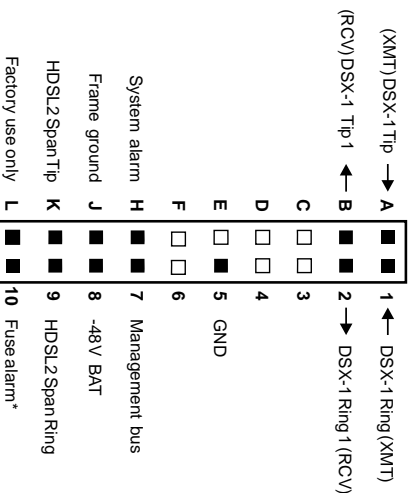 (XMT) DSX-1 Tip → A 1 ← DSX-1 Ring (XMT)
(RCV) DSX-1 Tip 1 ← B 2 → DSX-1 Ring 1 (RCV)
C 3
D 4
E 5 GND
F 6
System alarm H 7 Management bus
Frame ground J 8 -48V BAT
HDSL2 Span Tip K 9 HDSL2 Span Ring
Factory use only L 10 Fuse alarm*